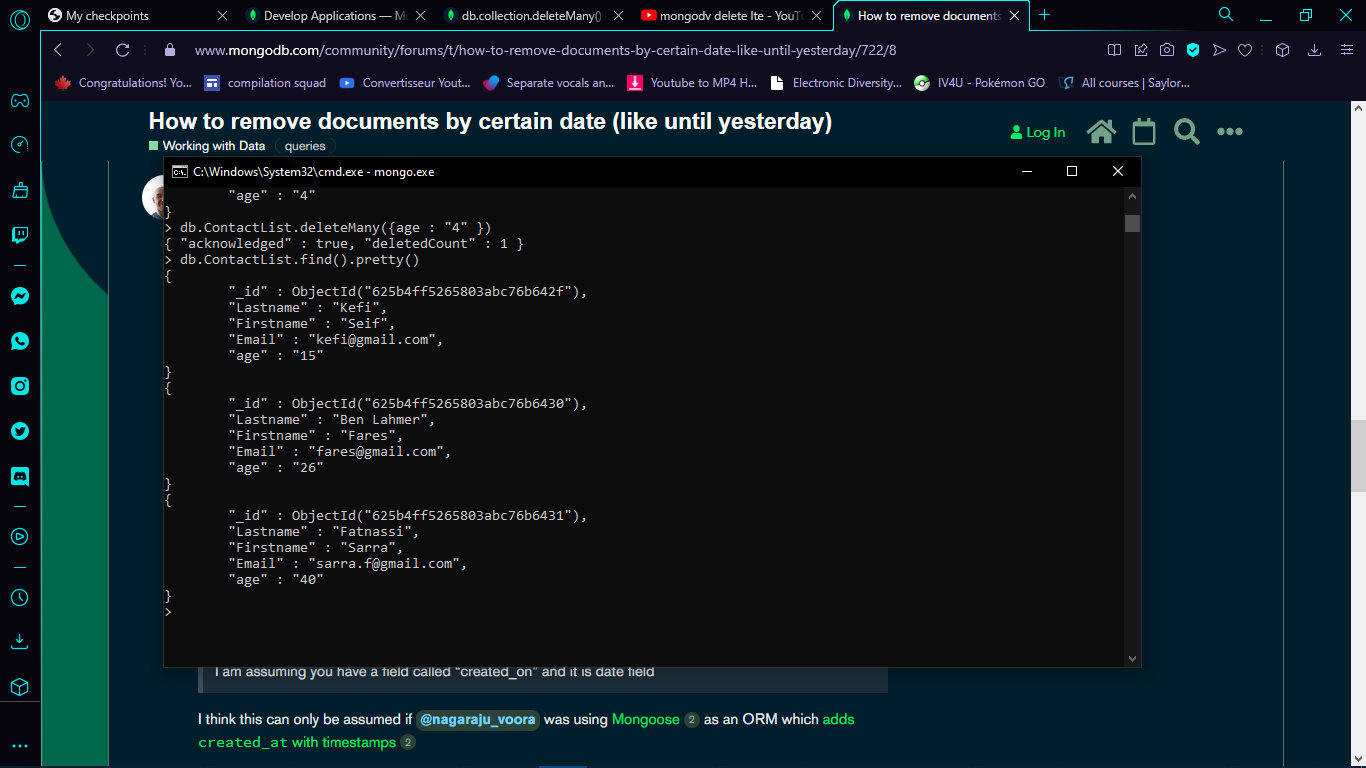 My checkpoints
Develop Applications — M
db.collection.deleteMany()
mongodv delete lte - YouTu
How to remove documents
www.mongodb.com/community/forums/t/how-to-remove-documents-by-certain-date-like-until-yesterday/722/8
Congratulations! Yo...
compilation squad
Convertisseur Yout...
Separate vocals an...
Youtube to MP4 H...
Electronic Diversity...
IV4U - Pokémon GO
All courses | Saylor...
How to remove documents by certain date (like until yesterday)
Working with Data queries
Log In
C:\Windows\System32\cmd.exe - mongo.exe
"age" : "4"
}
> db.ContactList.deleteMany({age : "4" })
{ "acknowledged" : true, "deletedCount" : 1 }
> db.ContactList.find().pretty()
{
"_id" : ObjectId("625b4ff5265803abc76b642f"),
"Lastname" : "Kefi",
"Firstname" : "Seif",
"Email" : "kefi@gmail.com",
"age" : "15"
}
{
"_id" : ObjectId("625b4ff5265803abc76b6430"),
"Lastname" : "Ben Lahmer",
"Firstname" : "Fares",
"Email" : "fares@gmail.com",
"age" : "26"
}
{
"_id" : ObjectId("625b4ff5265803abc76b6431"),
"Lastname" : "Fatnassi",
"Firstname" : "Sarra",
"Email" : "sarra.f@gmail.com",
"age" : "40"
}
>
I am assuming you have a field called "created_on" and it is date field
I think this can only be assumed if @nagaraju_voora was using Mongoose 2 as an ORM which adds
created_at with timestamps 2